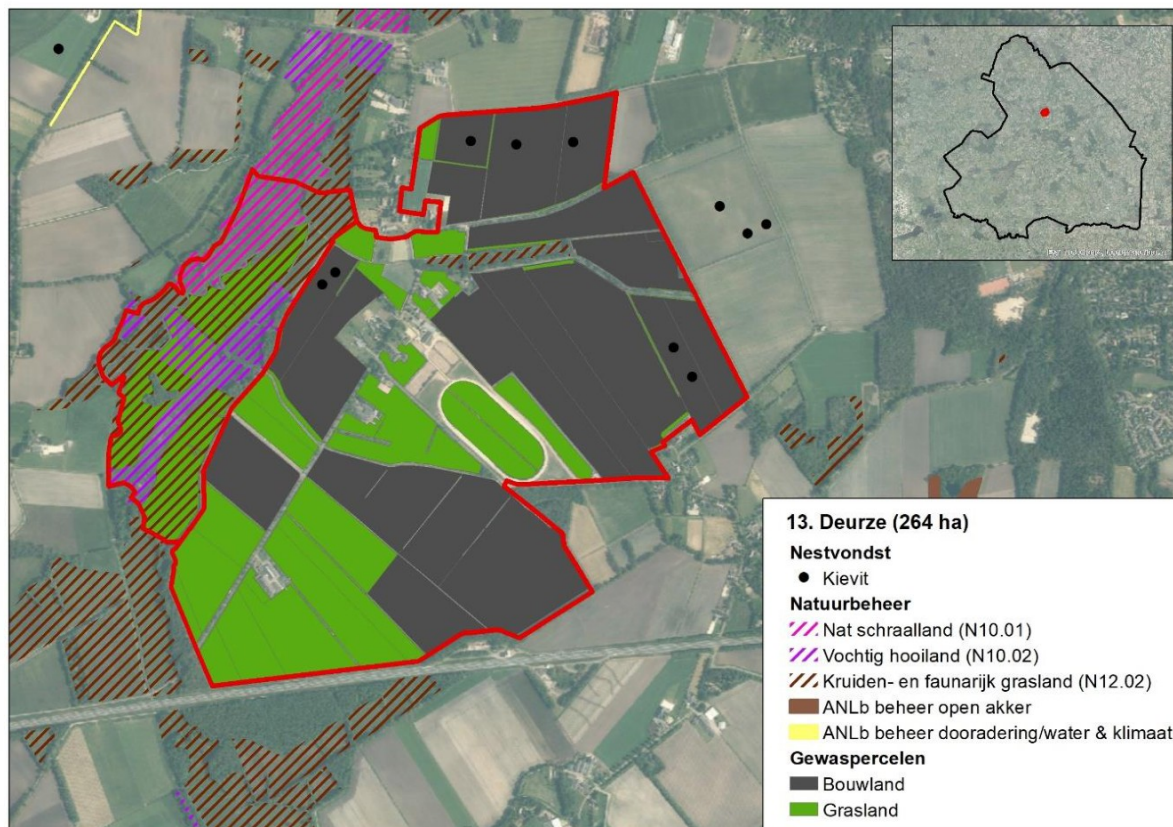 13. Deurze (264 ha)
Nestvondst
Kievit
Natuurbeheer
Nat schraalland (N10.01)
Vochtig hooiland (N10.02)
Kruiden- en faunarijk grasland (N12.02)
ANLb beheer open akker
ANLb beheer dooradering/water & klimaat
Gewaspercelen
Bouwland
Grasland